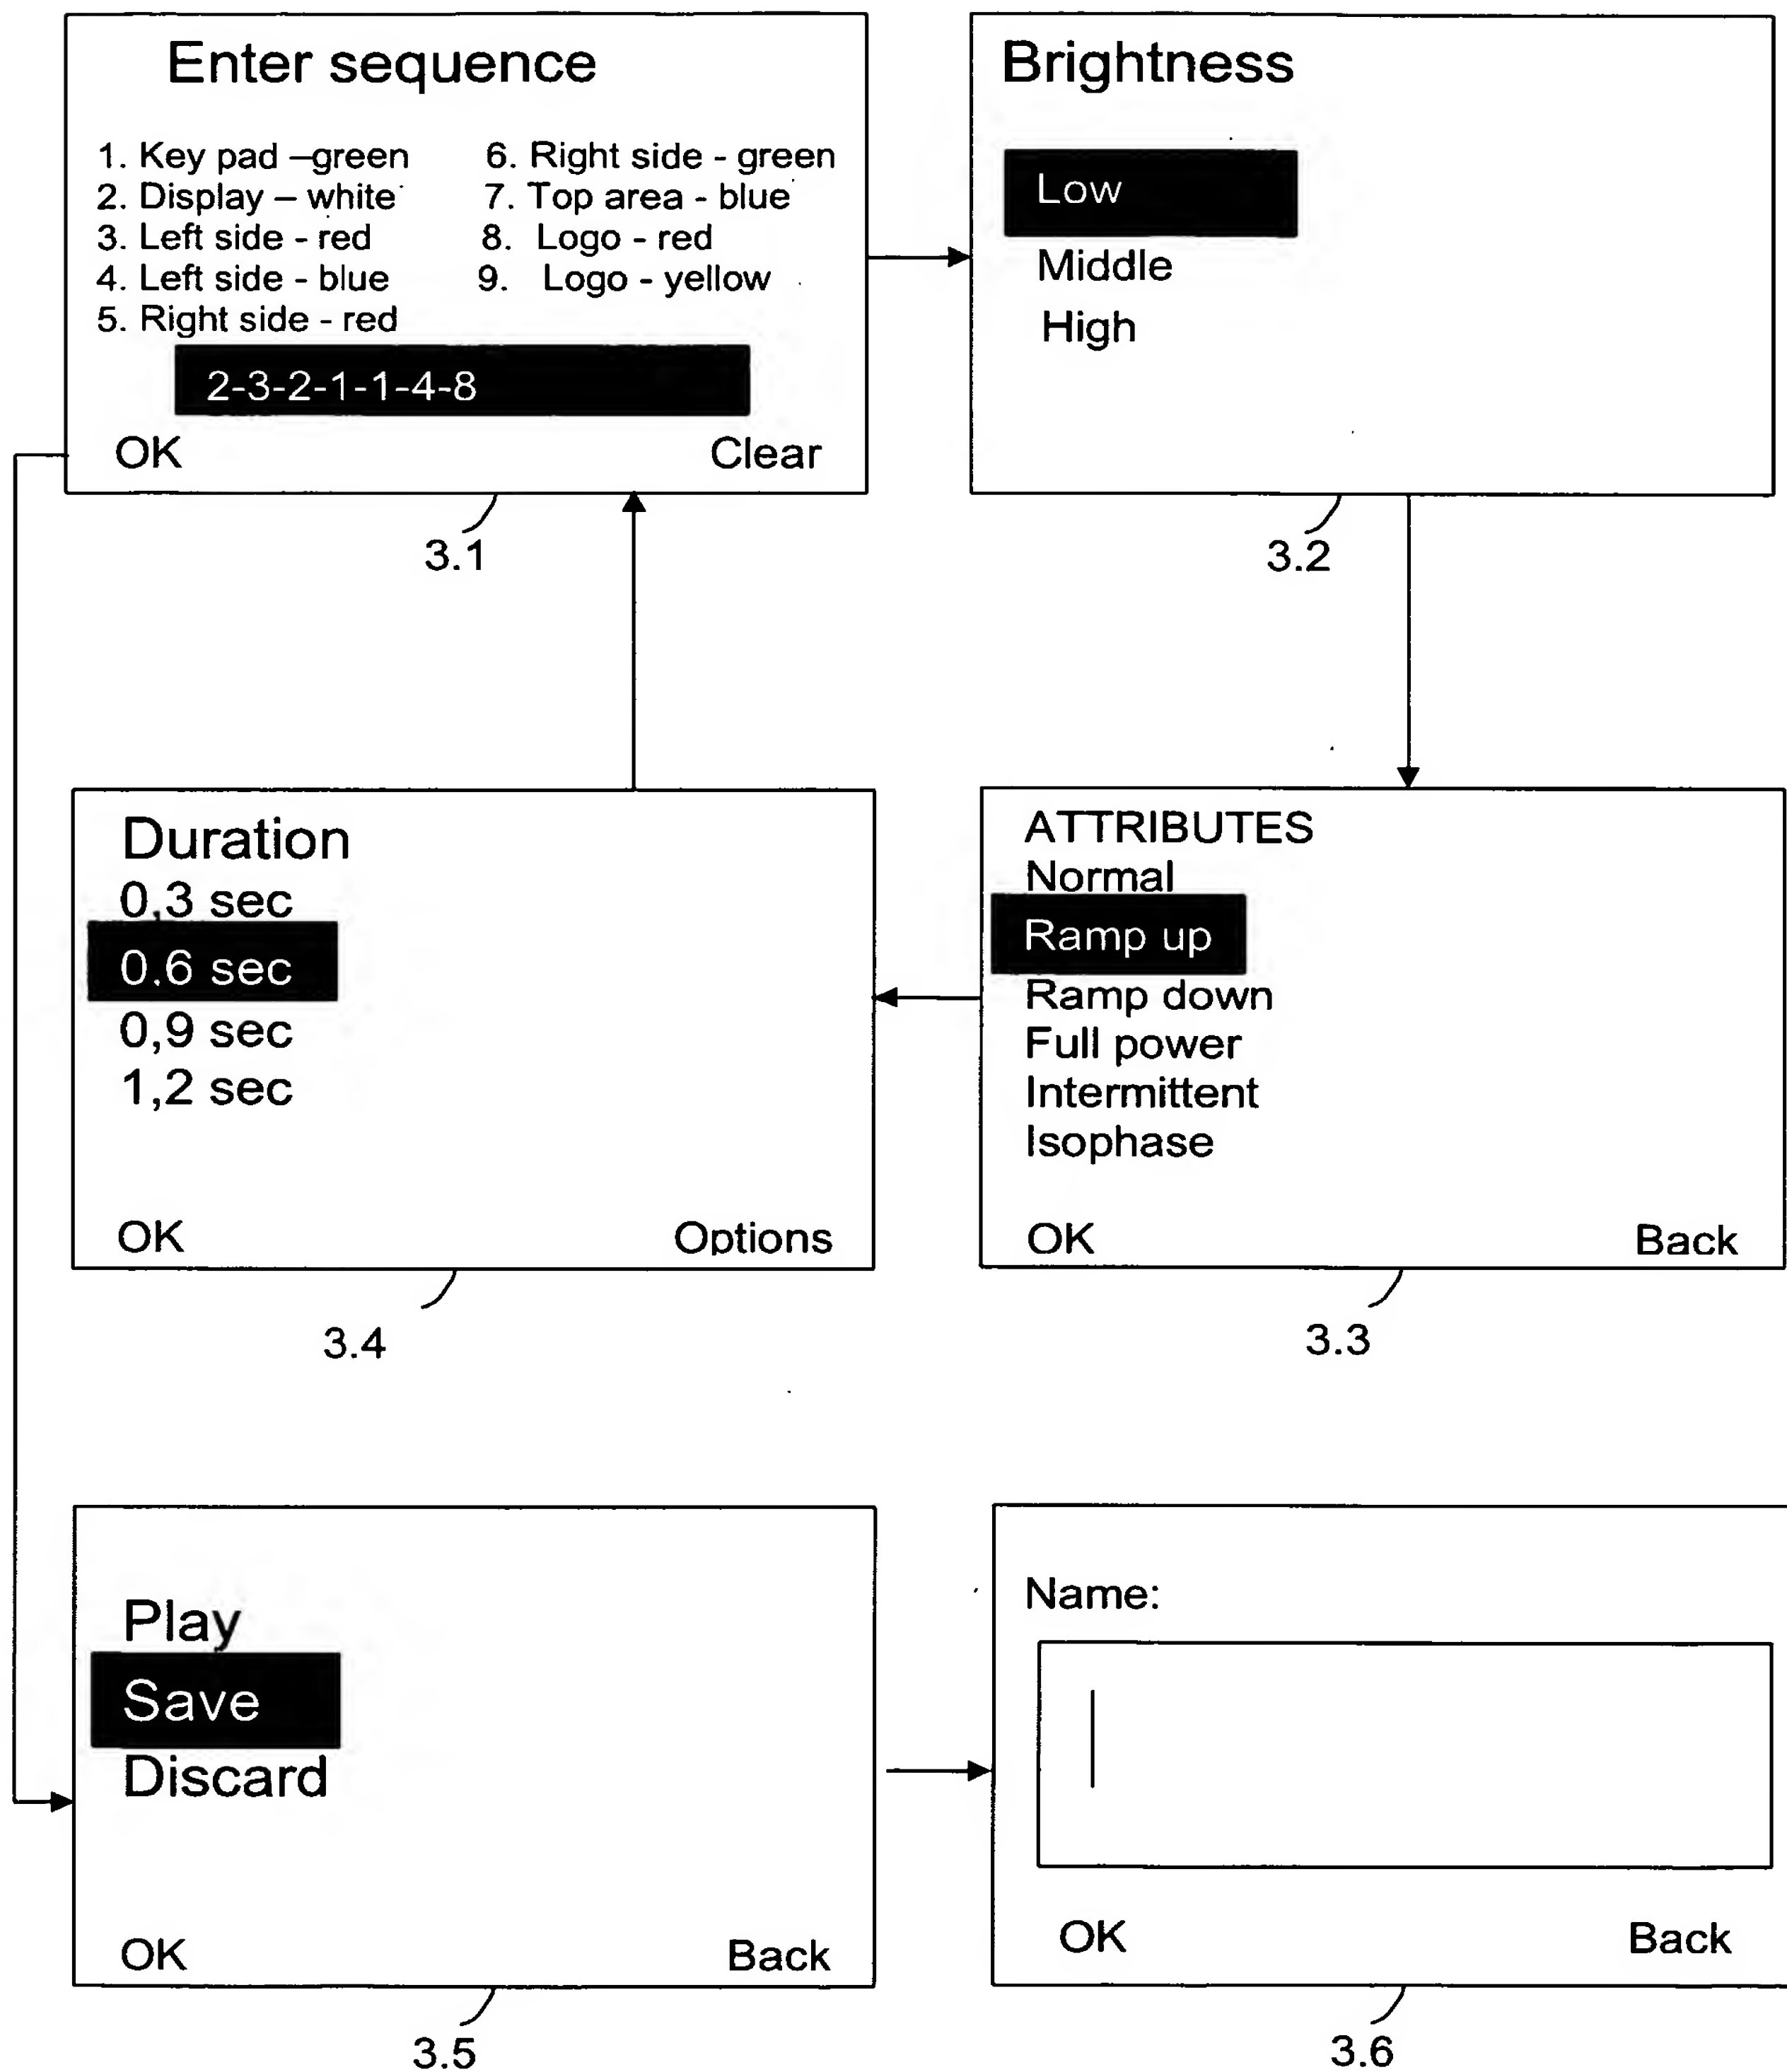 Enter sequence
1. Key pad –green
2. Display – white
3. Left side - red
4. Left side - blue
5. Right side - red
6. Right side - green
7. Top area - blue
8. Logo - red
9. Logo - yellow
2-3-2-1-1-4-8
OK
Clear
3.1
Brightness
Low
Middle
High
3.2
Duration
0,3 sec
0.6 sec
0,9 sec
1,2 sec
OK
Options
3.4
ATTRIBUTES
Normal
Ramp up
Ramp down
Full power
Intermittent
Isophase
OK
Back
3.3
Play
Save
Discard
OK
Back
3.5
Name:
OK
Back
3.6